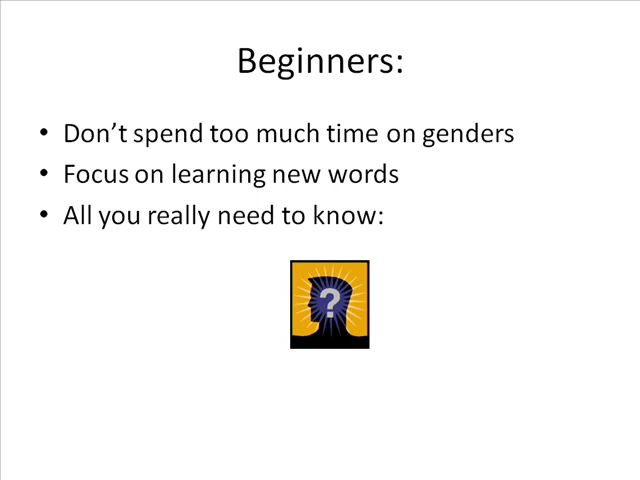 Beginners:
• Don't spend too much time on genders
• Focus on learning new words
• All you really need to know:
?